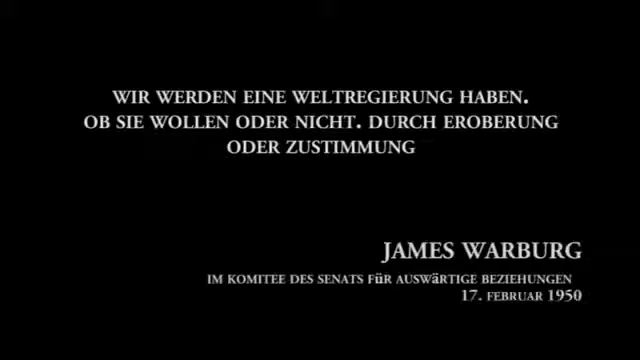 WIR WERDEN EINE WELTREGIERUNG HABEN.
OB SIE WOLLEN ODER NICHT. DURCH EROBERUNG
ODER ZUSTIMMUNG
JAMES WARBURG
IM KOMITEE DES SENATS FüR AUSWäRTIGE BEZIEHUNGEN
17. FEBRUAR 1950